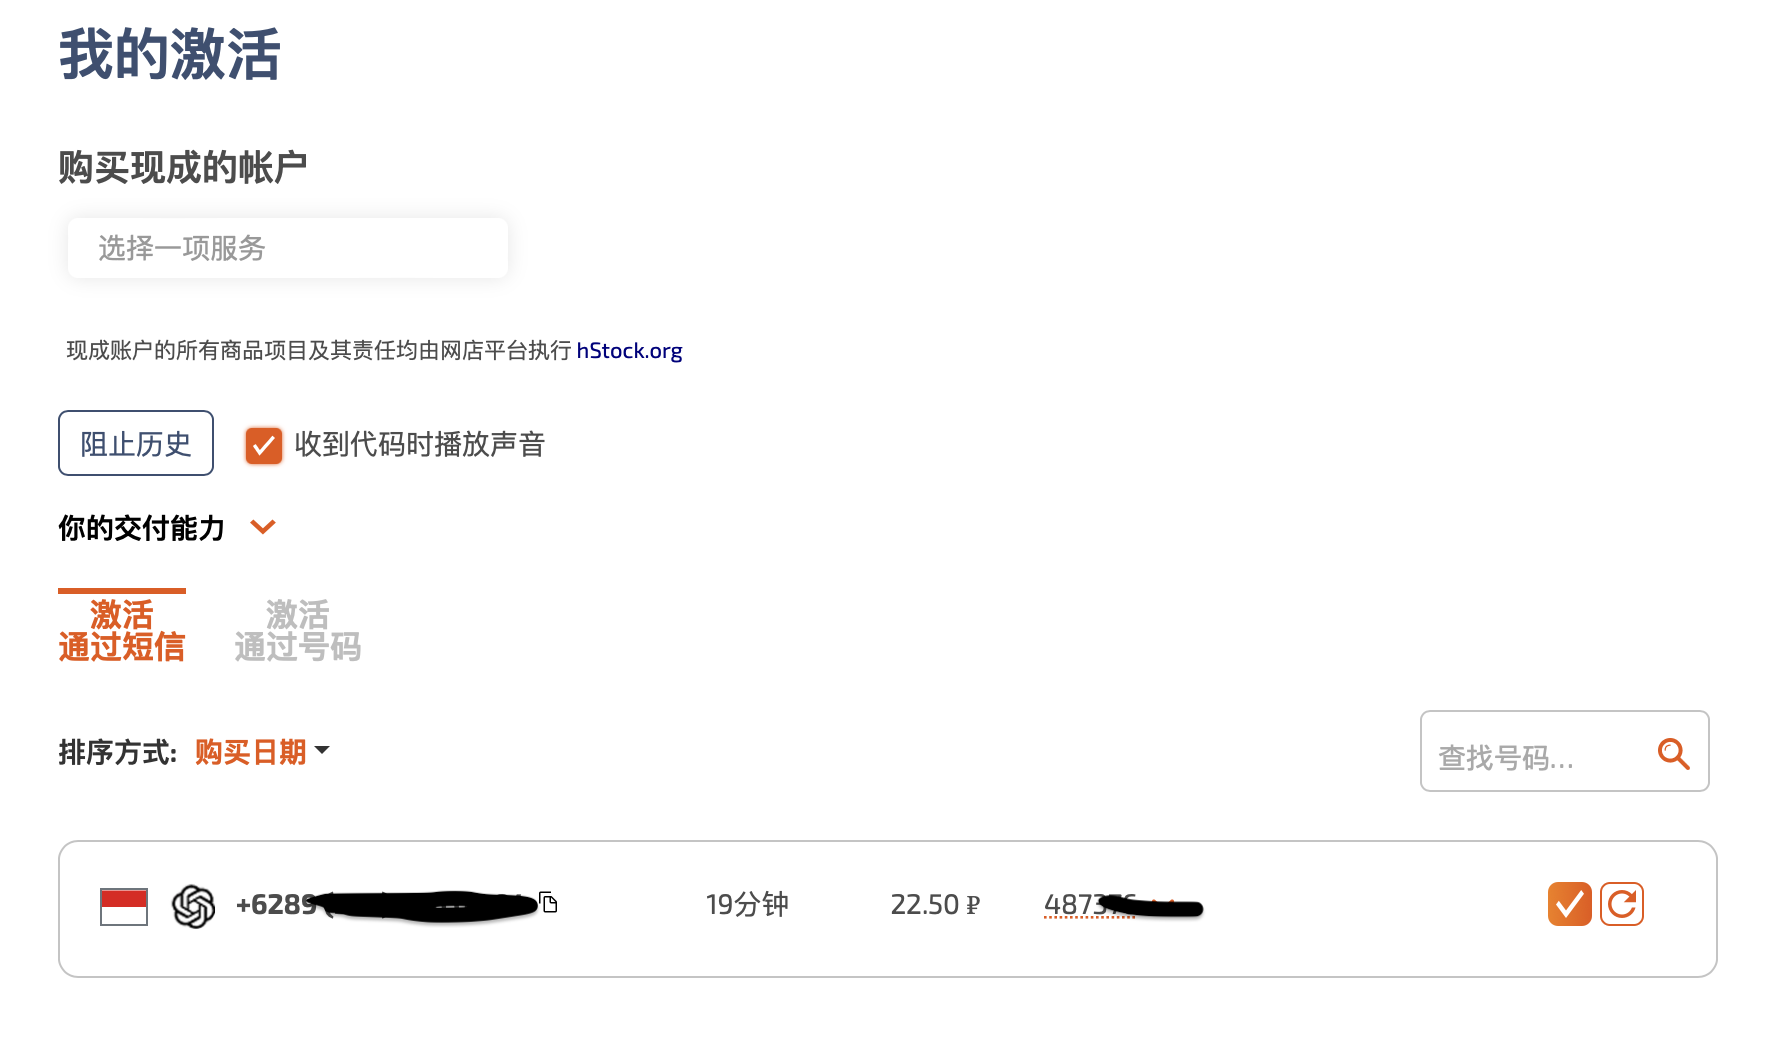 我的激活
购买现成的帐户
选择一项服务
现成账户的所有商品项目及其责任均由网店平台执行 hStock.org
阻止历史 收到代码时播放声音
你的交付能力
激活
通过短信
激活
通过号码
排序方式: 购买日期
查找号码...
+6289 19分钟 22.50 ₽ 487